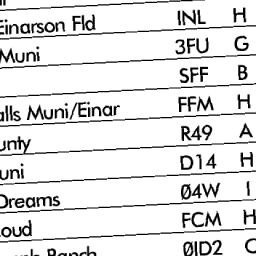 Einarson Fld INL H
Muni 3FU G
SFF B
alls Muni/Einar FFM H
unty R49 A
uni D14 H
Dreams Ø4W I
oud FCM H
Ranch ØID2 C